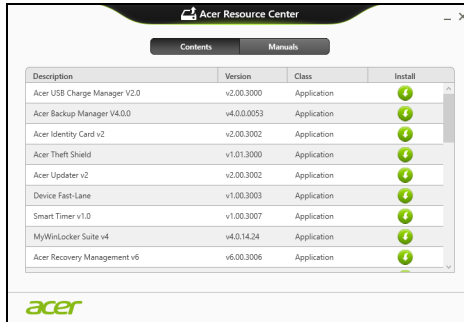 Acer Resource Center
Contents Manuals
Description Version Class Install
Acer USB Charge Manager V2.0 v2.00.3000 Application
Acer Backup Manager V4.0.0 v4.0.0.0053 Application
Acer Identity Card v2 v2.00.3002 Application
Acer Theft Shield v1.01.3000 Application
Acer Updater v2 v2.00.3002 Application
Device Fast-Lane v1.00.3003 Application
Smart Timer v1.0 v1.00.3007 Application
MyWinLocker Suite v4 v4.0.14.24 Application
Acer Recovery Management v6 v6.00.3006 Application
acer